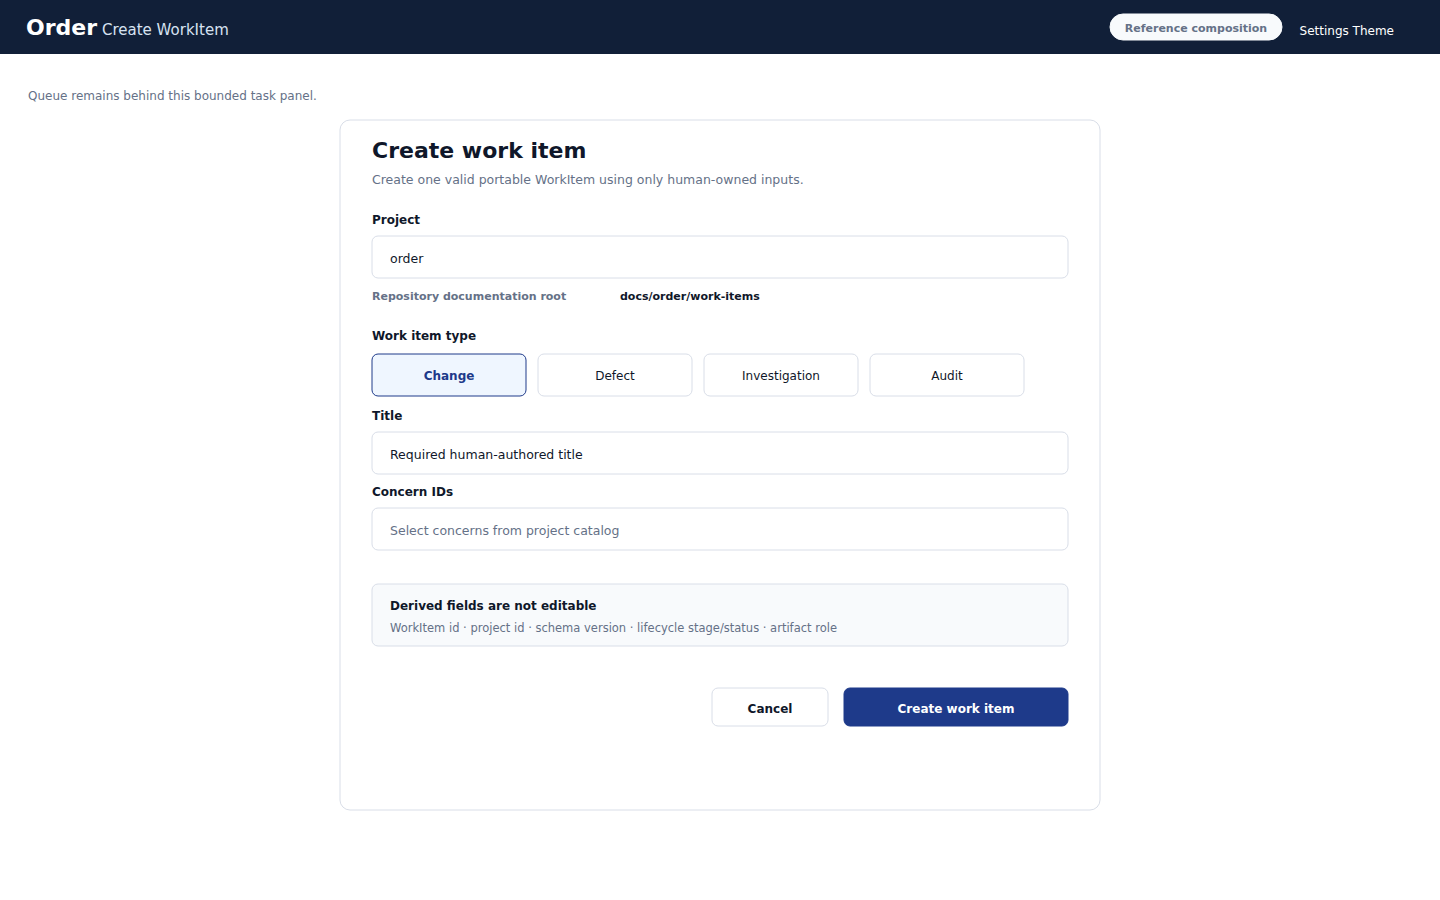 Order Create WorkItem
Reference composition
Settings Theme
Queue remains behind this bounded task panel.
Create work item
Create one valid portable WorkItem using only human-owned inputs.
Project
order
Repository documentation root docs/order/work-items
Work item type
Change Defect Investigation Audit
Title
Required human-authored title
Concern IDs
Select concerns from project catalog
Derived fields are not editable
WorkItem id · project id · schema version · lifecycle stage/status · artifact role
Cancel Create work item